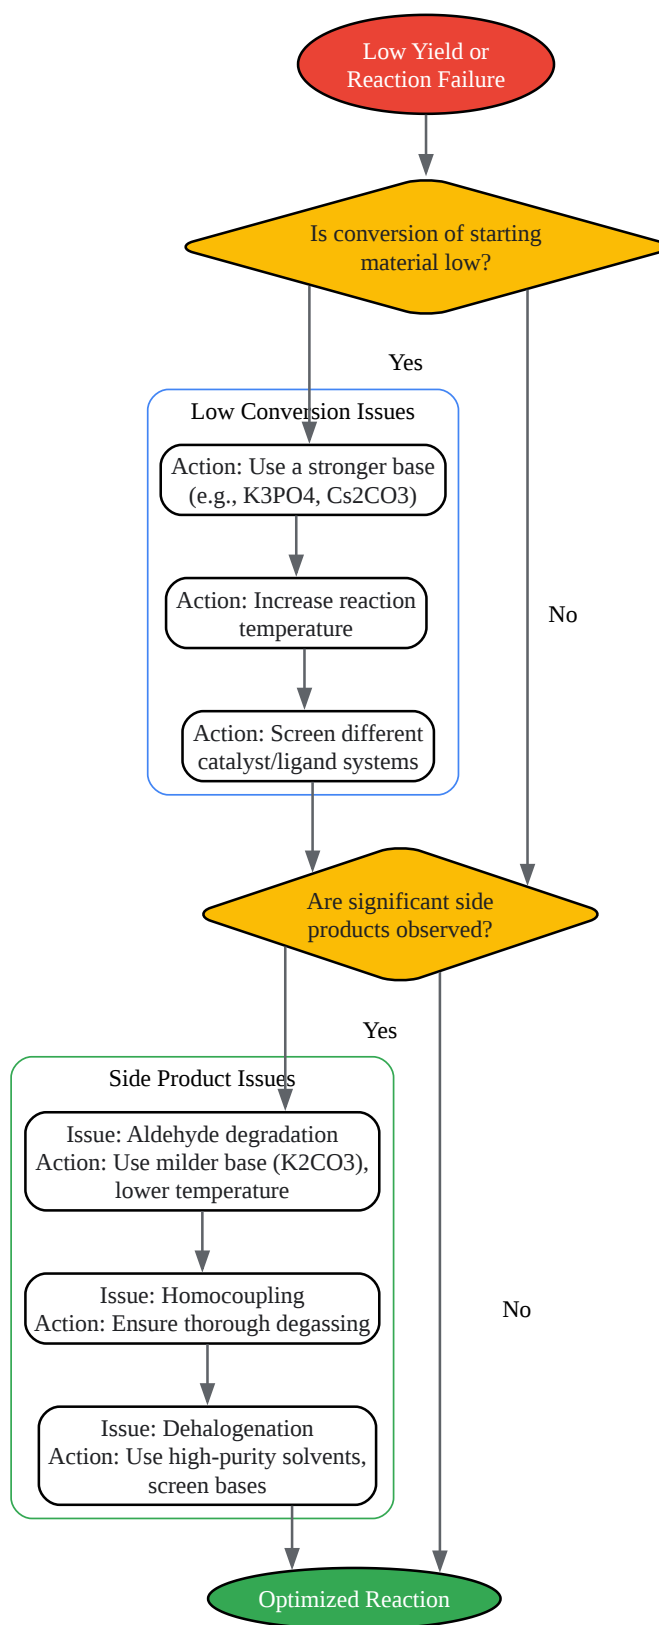 Low Yield or
Reaction Failure
Is conversion of starting
material low?
Yes
Low Conversion Issues
Action: Use a stronger base
(e.g., K3PO4, Cs2CO3)
Action: Increase reaction
temperature
No
Action: Screen different
catalyst/ligand systems
Are significant side
products observed?
Yes
Side Product Issues
Issue: Aldehyde degradation
Action: Use milder base (K2CO3),
lower temperature
Issue: Homocoupling
Action: Ensure thorough degassing
No
Issue: Dehalogenation
Action: Use high-purity solvents,
screen bases
Optimized Reaction